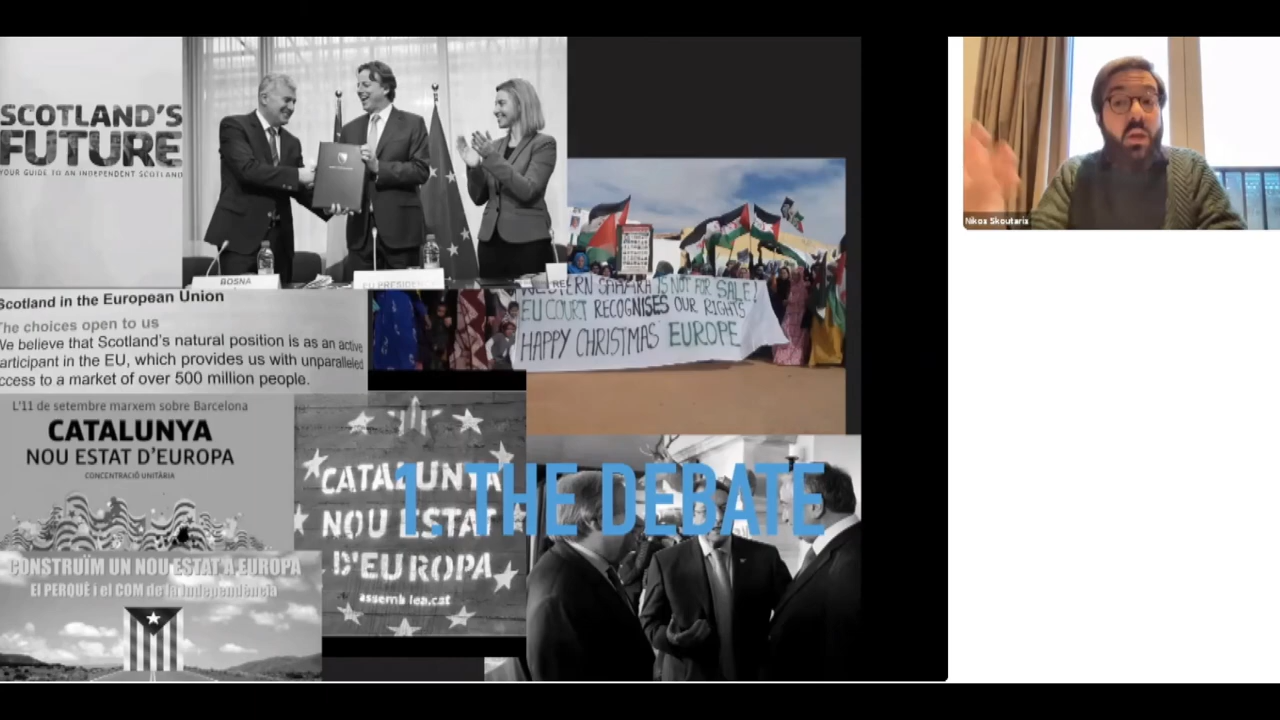 SCOTLAND'S
FUTURE
YOUR GUIDE TO AN INDEPENDENT SCOTLAND
BOSNA
EU PRESIDEN
Scotland in the European Union
The choices open to us
We believe that Scotland's natural position is as an active
participant in the EU, which provides us with unparalleled
access to a market of over 500 million people.
WESTERN SAHARA IS NOT FOR SALE!
EU COURT RECOGNISES OUR RIGHTS
HAPPY CHRISTMAS EUROPE
L'11 de setembre marxem sobre Barcelona
CATALUNYA
NOU ESTAT D'EUROPA
CONCENTRACIÓ UNITÀRIA
CATALUNYA
NOU ESTAT
D'EUROPA
assemblea.cat
1. THE DEBATE
CONSTRUÏM UN NOU ESTAT A EUROPA
El PERQUÈ i el COM de la Independència
Nikos Skoutaris